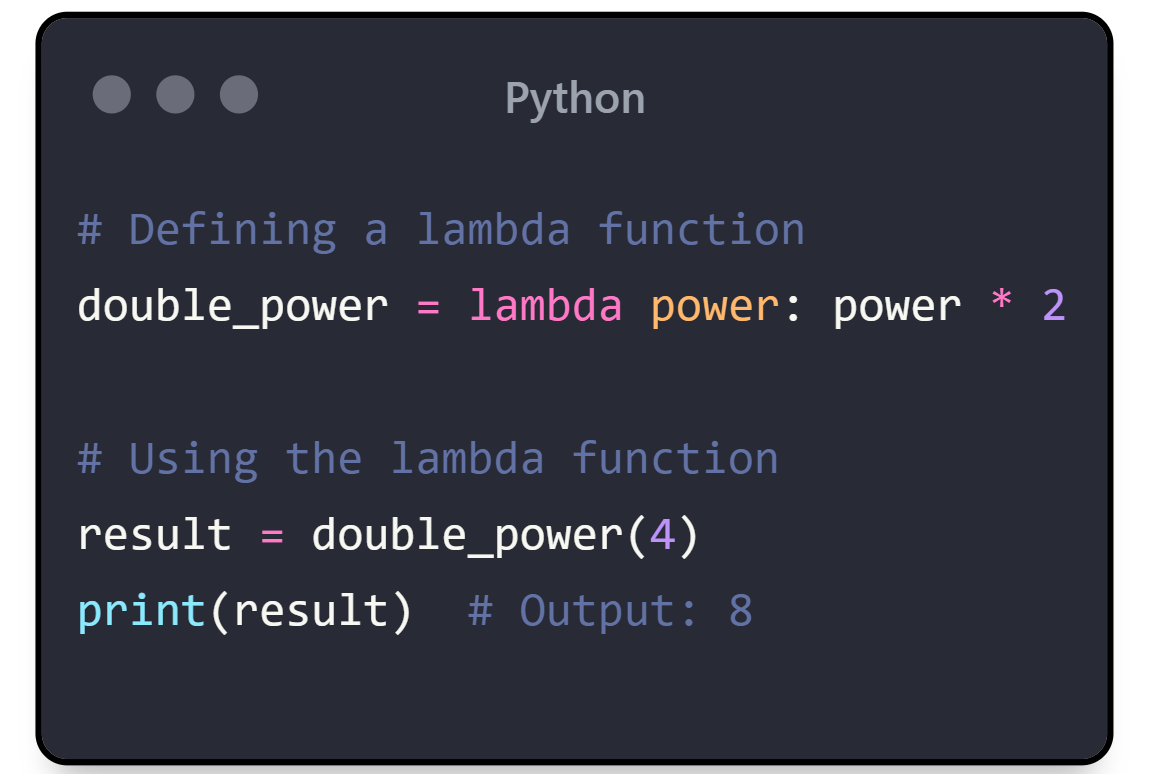 Python
# Defining a lambda function
double_power = lambda power: power * 2
# Using the lambda function
result = double_power(4)
print(result)  # Output: 8